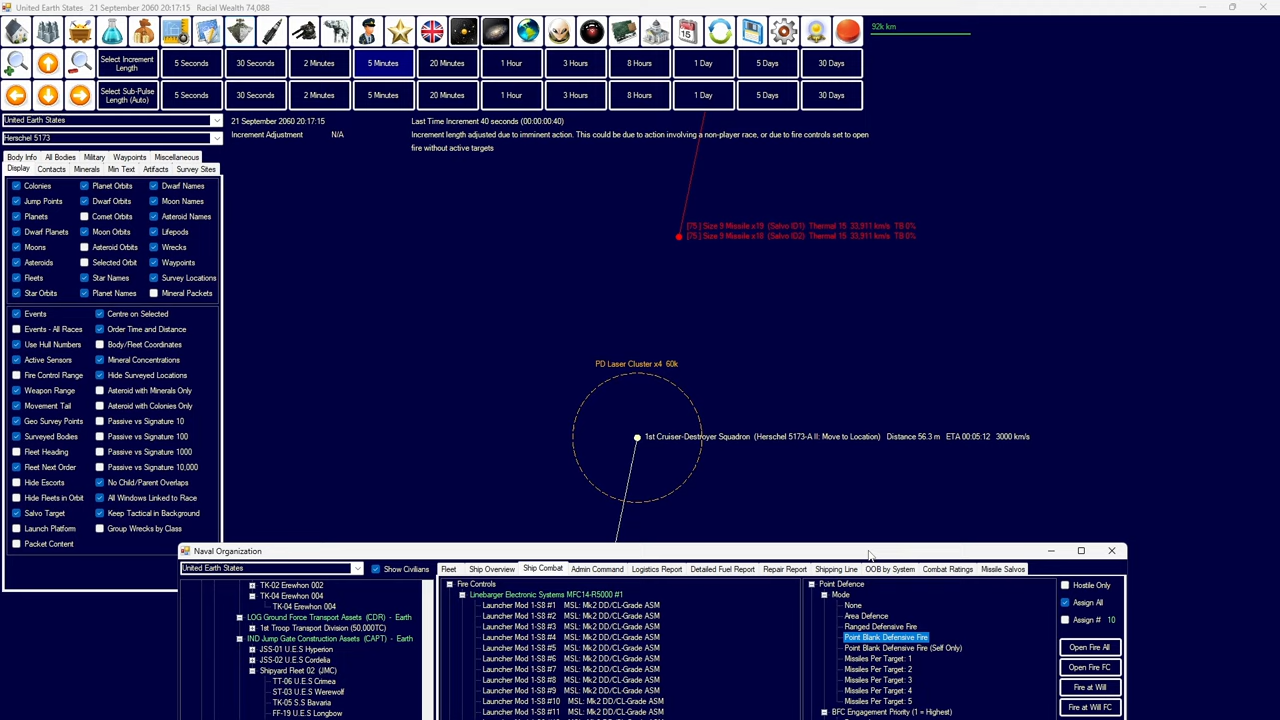 United Earth States   21 September 2060 20:17:15   Racial Wealth 74,088
92k km
Select Increment Length
5 Seconds
30 Seconds
2 Minutes
5 Minutes
20 Minutes
1 Hour
3 Hours
8 Hours
1 Day
5 Days
30 Days
Select Sub-Pulse Length (Auto)
5 Seconds
30 Seconds
2 Minutes
5 Minutes
20 Minutes
1 Hour
3 Hours
8 Hours
1 Day
5 Days
30 Days
United Earth States
Herschel 5173
21 September 2060 20:17:15
Increment Adjustment   N/A
Last Time Increment 40 seconds (00:00:00:40)
Increment length adjusted due to imminent action. This could be due to action involving a non-player race, or due to fire controls set to open
fire without active targets
Body Info   All Bodies   Military   Waypoints   Miscellaneous
Display   Contacts   Minerals   Min Text   Artifacts   Survey Sites
Colonies   Planet Orbits   Dwarf Names
Jump Points   Dwarf Orbits   Moon Names
Planets   Comet Orbits   Asteroid Names
Dwarf Planets   Moon Orbits   Lifepods
Moons   Asteroid Orbits   Wrecks
Asteroids   Selected Orbit   Waypoints
Fleets   Star Names   Survey Locations
Star Orbits   Planet Names   Mineral Packets
Events   Centre on Selected
Events - All Races   Order Time and Distance
Use Hull Numbers   Body/Fleet Coordinates
Active Sensors   Mineral Concentrations
Fire Control Range   Hide Surveyed Locations
Weapon Range   Asteroid with Minerals Only
Movement Tail   Asteroid with Colonies Only
Geo Survey Points   Passive vs Signature 10
Surveyed Bodies   Passive vs Signature 100
Fleet Heading   Passive vs Signature 1000
Fleet Next Order   Passive vs Signature 10,000
Hide Escorts   No Child/Parent Overlaps
Hide Fleets in Orbit   All Windows Linked to Race
Salvo Target   Keep Tactical in Background
Launch Platform   Group Wrecks by Class
Packet Content
[75 ] Size 9 Missile x19  (Salvo ID1)  Thermal 15  33,911 km/s  TB 0%
[75 ] Size 9 Missile x18  (Salvo ID2)  Thermal 15  33,911 km/s  TB 0%
PD Laser Cluster x4  60k
1st Cruiser-Destroyer Squadron  (Herschel 5173-A II: Move to Location)   Distance 56.3 m   ETA 00:05:12   3000 km/s
Naval Organization
United Earth States   Show Civilians
TK-02 Erewhon 002
TK-04 Erewhon 004
TK-04 Erewhon 004
LOG Ground Force Transport Assets (CDR)  -  Earth
1st Troop Transport Division (50,000TC)
IND Jump Gate Construction Assets  (CAPT)  -  Earth
JSS-01 U.E.S Hyperion
JSS-02 U.E.S Cordelia
Shipyard Fleet 02  (JMC)
TT-06 U.E.S Crimea
ST-03 U.E.S Werewolf
TK-05 S.S Bavaria
FF-19 U.E.S Longbow
Fleet   Ship Overview   Ship Combat   Admin Command   Logistics Report   Detailed Fuel Report   Repair Report   Shipping Line   OOB by System   Combat Ratings   Missile Salvos
Fire Controls
Linebarger Electronic Systems MFC14-R5000 #1
Launcher Mod 1-S8 #1   MSL: Mk2 DD/CL-Grade ASM
Launcher Mod 1-S8 #2   MSL: Mk2 DD/CL-Grade ASM
Launcher Mod 1-S8 #3   MSL: Mk2 DD/CL-Grade ASM
Launcher Mod 1-S8 #4   MSL: Mk2 DD/CL-Grade ASM
Launcher Mod 1-S8 #5   MSL: Mk2 DD/CL-Grade ASM
Launcher Mod 1-S8 #6   MSL: Mk2 DD/CL-Grade ASM
Launcher Mod 1-S8 #7   MSL: Mk2 DD/CL-Grade ASM
Launcher Mod 1-S8 #8   MSL: Mk2 DD/CL-Grade ASM
Launcher Mod 1-S8 #9   MSL: Mk2 DD/CL-Grade ASM
Launcher Mod 1-S8 #10   MSL: Mk2 DD/CL-Grade ASM
Launcher Mod 1-S8 #11   MSL: Mk2 DD/CL-Grade ASM
Point Defence
Mode
None
Area Defence
Ranged Defensive Fire
Point Blank Defensive Fire
Point Blank Defensive Fire (Self Only)
Missiles Per Target: 1
Missiles Per Target: 2
Missiles Per Target: 3
Missiles Per Target: 4
Missiles Per Target: 5
BFC Engagement Priority (1 = Highest)
Hostile Only
Assign All
Assign #   10
Open Fire All
Open Fire FC
Fire at Will
Fire at Will FC